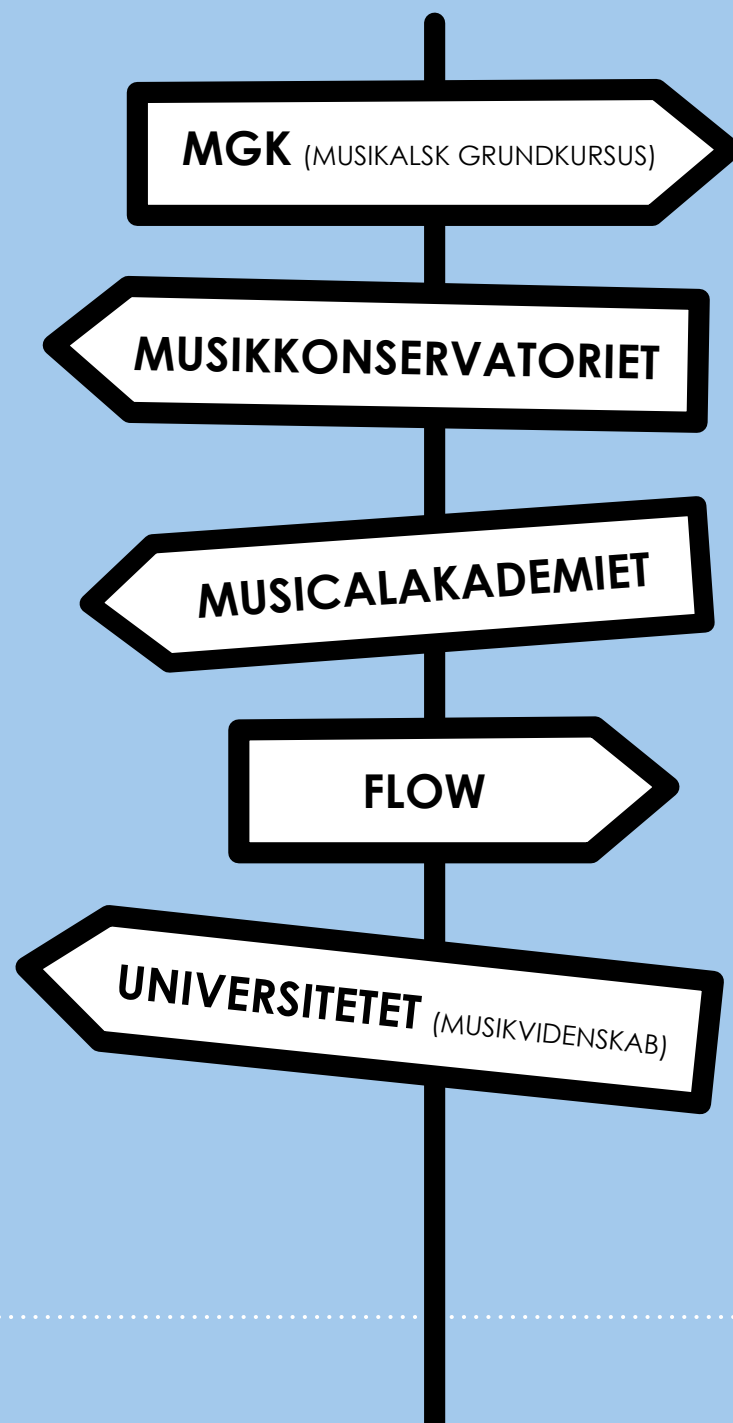 MGK (MUSIKALSK GRUNDKURSUS)
MUSIKKONSERVATORIET
MUSICALAKADEMIET
FLOW
UNIVERSITETET (MUSIKVIDENSKAB)